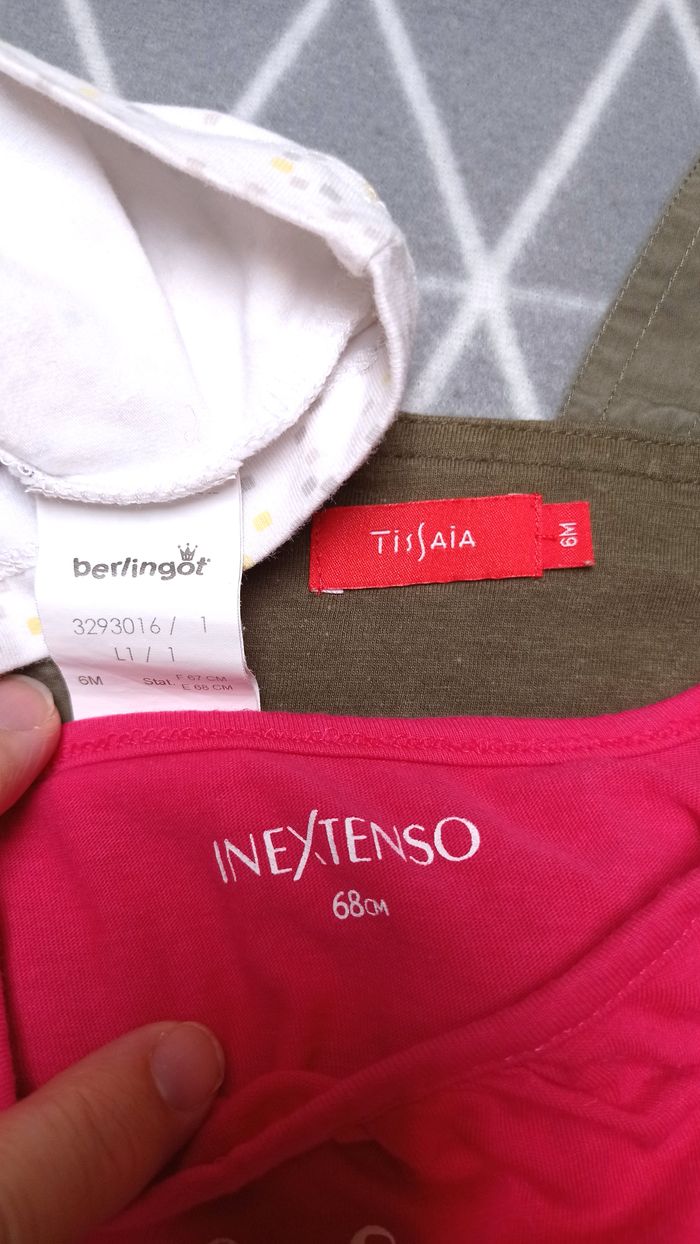 berlingot
3293016 / 1
L1 / 1
6M Stat. F 67 CM
E 68 CM
TISSAIA
6M
INEXTENSO
68CM